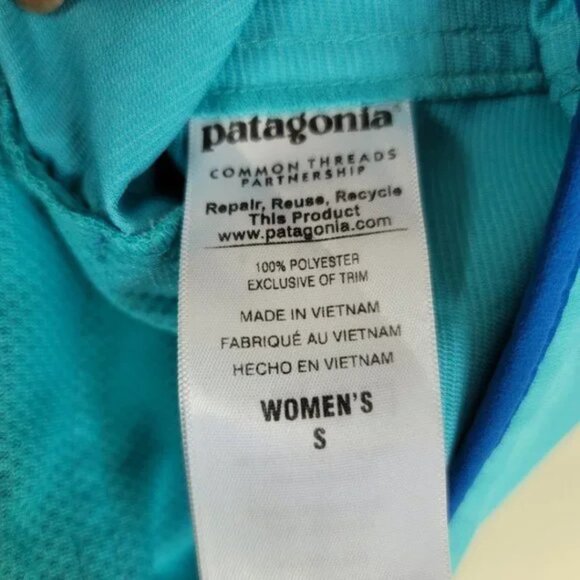 patagonia®
COMMON THREADS
PARTNERSHIP
Repair, Reuse, Recycle
This Product
www.patagonia.com
100% POLYESTER
EXCLUSIVE OF TRIM
MADE IN VIETNAM
FABRIQUÉ AU VIETNAM
HECHO EN VIETNAM
WOMEN'S
S